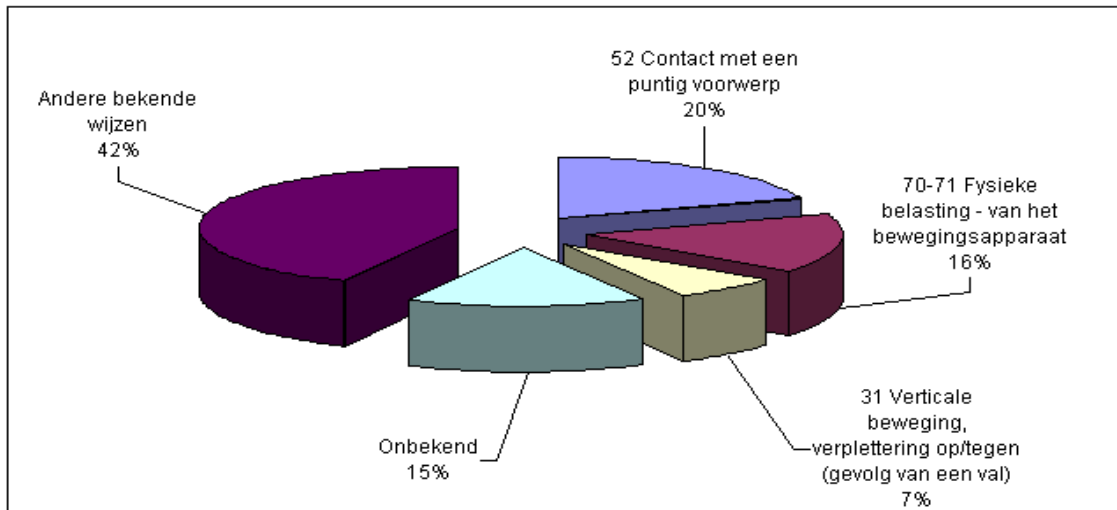 52 Contact met een
puntig voorwerp
20%
Andere bekende
wijzen
42%
70-71 Fysieke
belasting - van het
bewegingsapparaat
16%
31 Verticale
beweging,
verplettering op/tegen
(gevolg van een val)
7%
Onbekend
15%